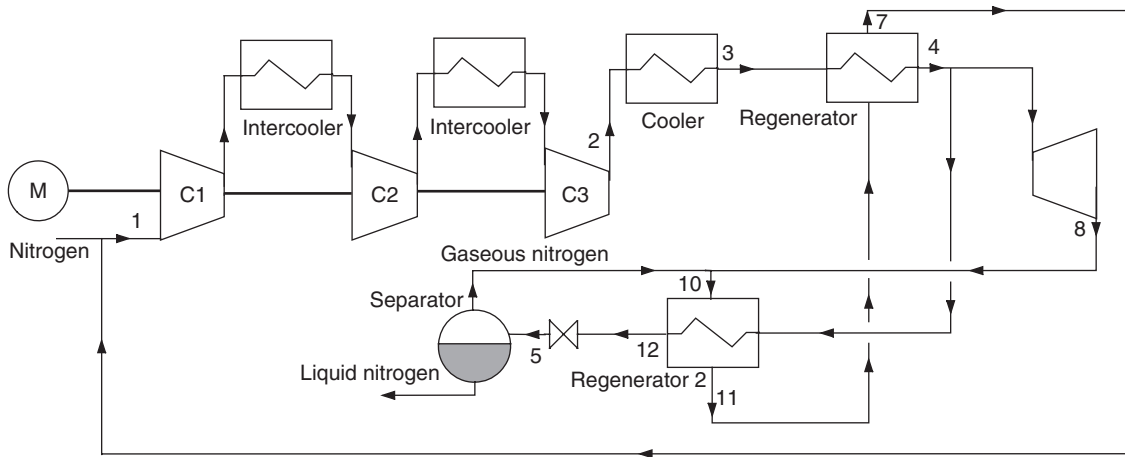 7
3
4
Intercooler
Intercooler
Cooler
Regenerator
2
M
C1
C2
C3
1
8
Nitrogen
Gaseous nitrogen
10
Separator
5
12
Liquid nitrogen
Regenerator 2
11